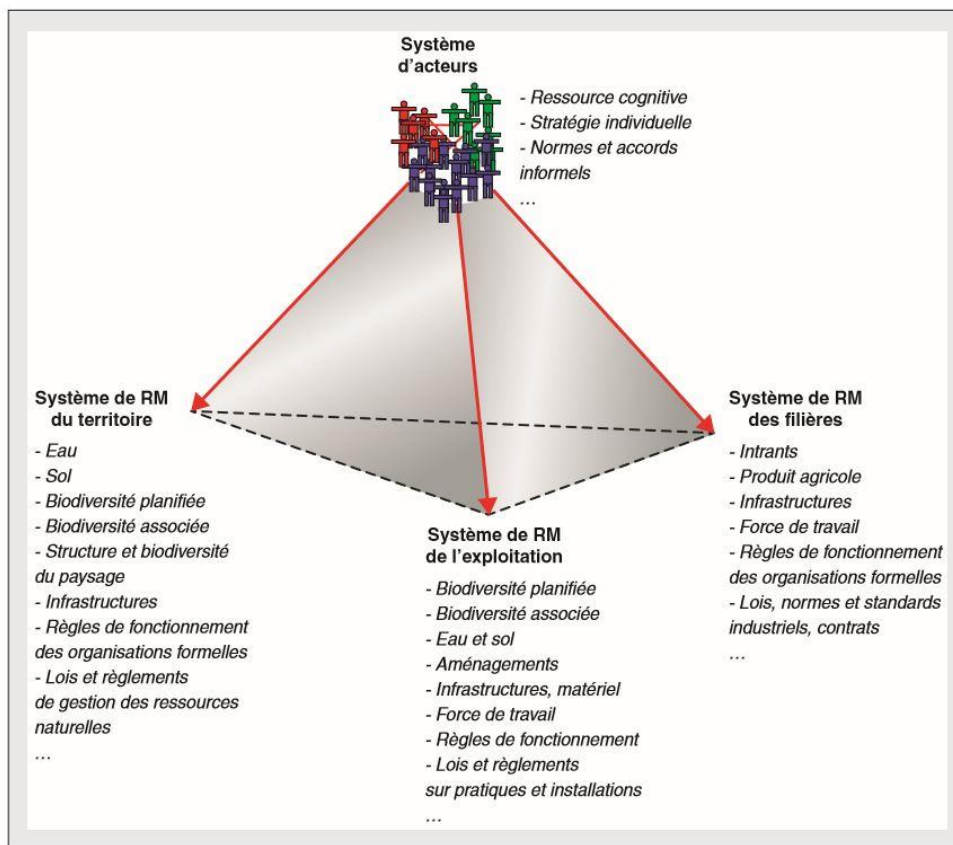 Système
d'acteurs
- Ressource cognitive
- Stratégie individuelle
- Normes et accords
informels
...
Système de RM
du territoire
- Eau
- Sol
- Biodiversité planifiée
- Biodiversité associée
- Structure et biodiversité
du paysage
- Infrastructures
- Règles de fonctionnement
des organisations formelles
- Lois et règlements
de gestion des ressources
naturelles
...
Système de RM
de l'exploitation
- Biodiversité planifiée
- Biodiversité associée
- Eau et sol
- Aménagements
- Infrastructures, matériel
- Force de travail
- Règles de fonctionnement
- Lois et règlements
sur pratiques et installations
...
Système de RM
des filières
- Intrants
- Produit agricole
- Infrastructures
- Force de travail
- Règles de fonctionnement
des organisations formelles
- Lois, normes et standards
industriels, contrats
...